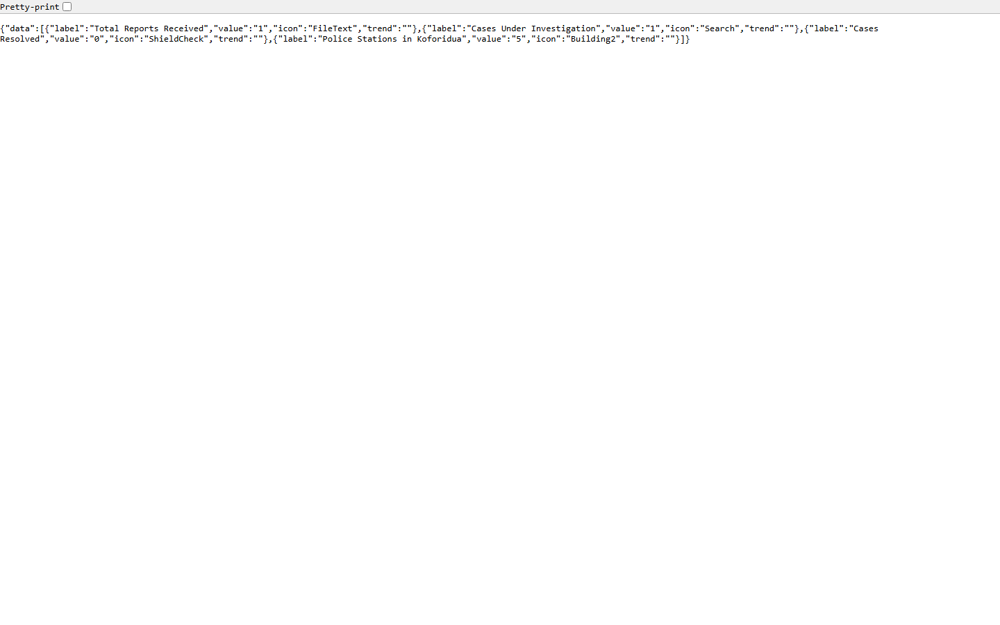 Pretty-print
{"data":[{"label":"Total Reports Received","value":"1","icon":"FileText","trend":""},{"label":"Cases Under Investigation","value":"1","icon":"Search","trend":""},{"label":"Cases
Resolved","value":"0","icon":"ShieldCheck","trend":""},{"label":"Police Stations in Koforidua","value":"5","icon":"Building2","trend":""}]}